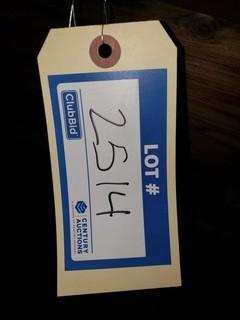 LOT #
2514
ClubBid
CENTURY
AUCTIONS